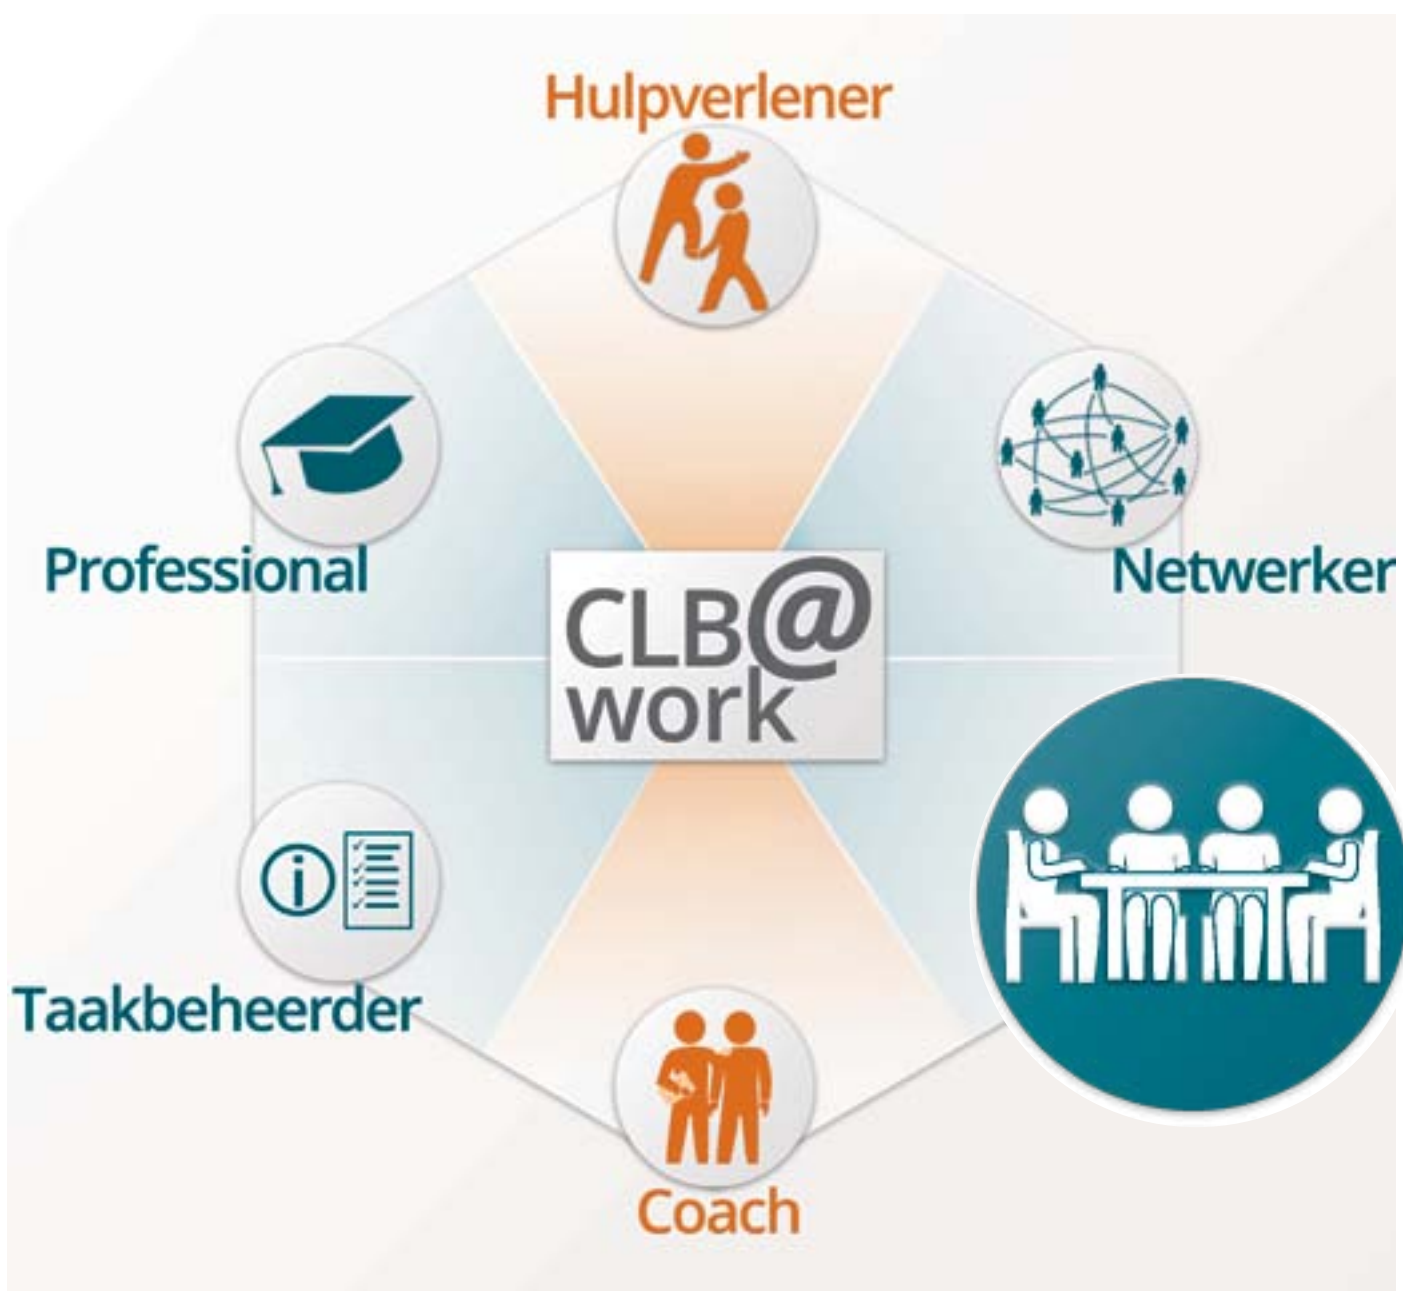 Hulpverlener
Professional
Netwerker
CLB@
work
Taakbeheerder
Coach